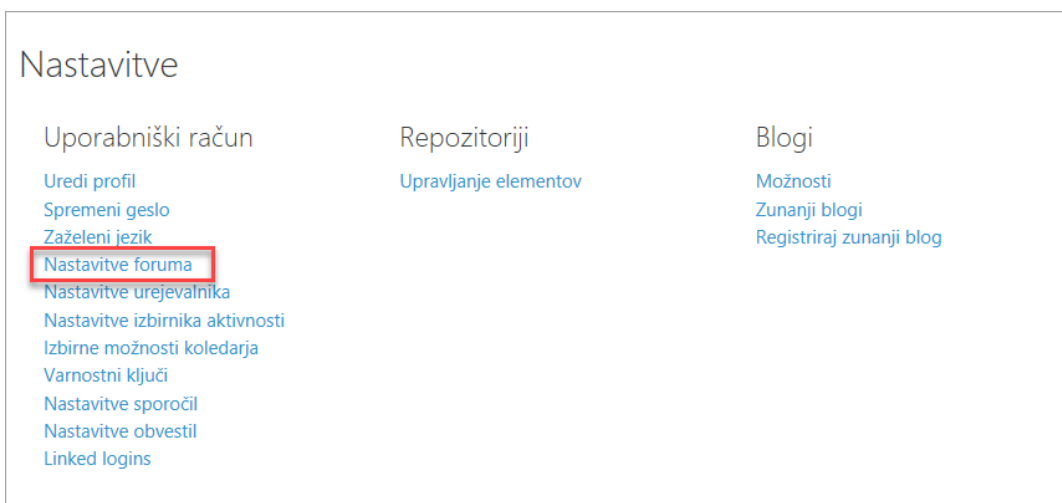 Nastavitve
Uporabniški račun
Uredi profil
Spremeni geslo
Zaželeni jezik
Nastavitve foruma
Nastavitve urejevalnika
Nastavitve izbirnika aktivnosti
Izbirne možnosti koledarja
Varnostni ključi
Nastavitve sporočil
Nastavitve obvestil
Linked logins
Repozitoriji
Upravljanje elementov
Blogi
Možnosti
Zunanji blogi
Registriraj zunanji blog